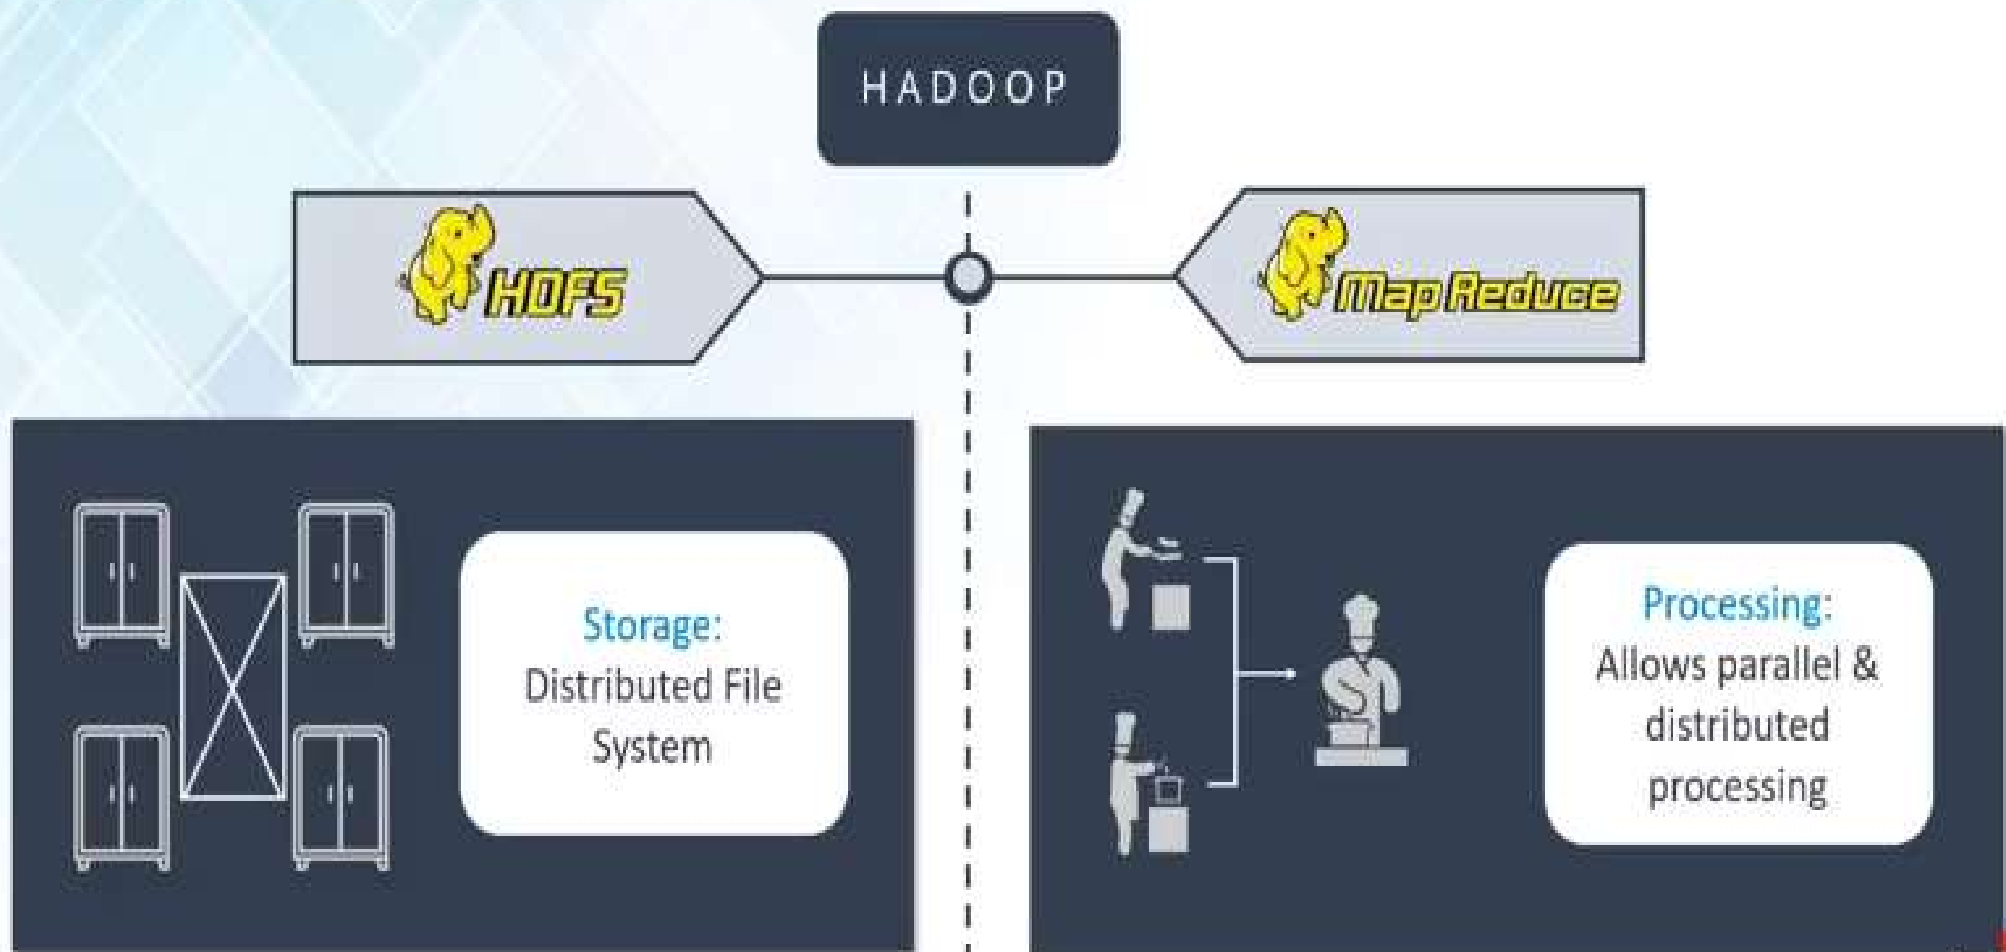 HADOOP
HDFS
Map Reduce
Storage:
Distributed File
System
Processing:
Allows parallel &
distributed
processing